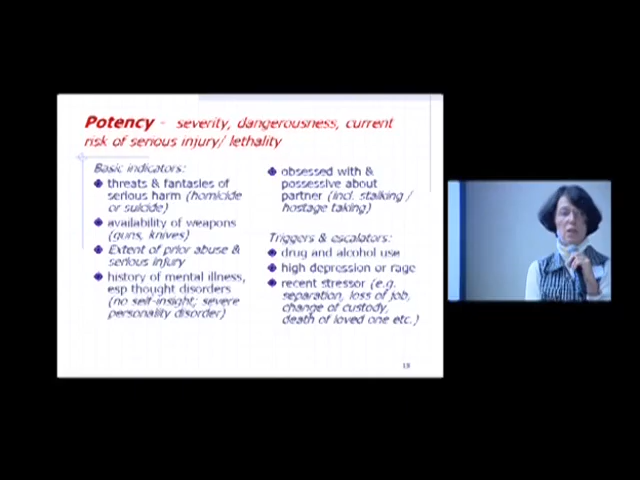 Potency - severity, dangerousness, current
risk of serious injury/ lethality
Basic indicators:
threats & fantasies of
serious harm (homicide
or suicide)
availability of weapons
(guns, knives)
Extent of prior abuse &
serious injury
history of mental illness,
esp thought disorders
(no self-insight; severe
personality disorder)
obsessed with &
possessive about
partner (incl. stalking /
hostage taking)
Triggers & escalators:
drug and alcohol use
high depression or rage
recent stressor (e.g.
separation, loss of job,
change of custody,
death of loved one etc.)